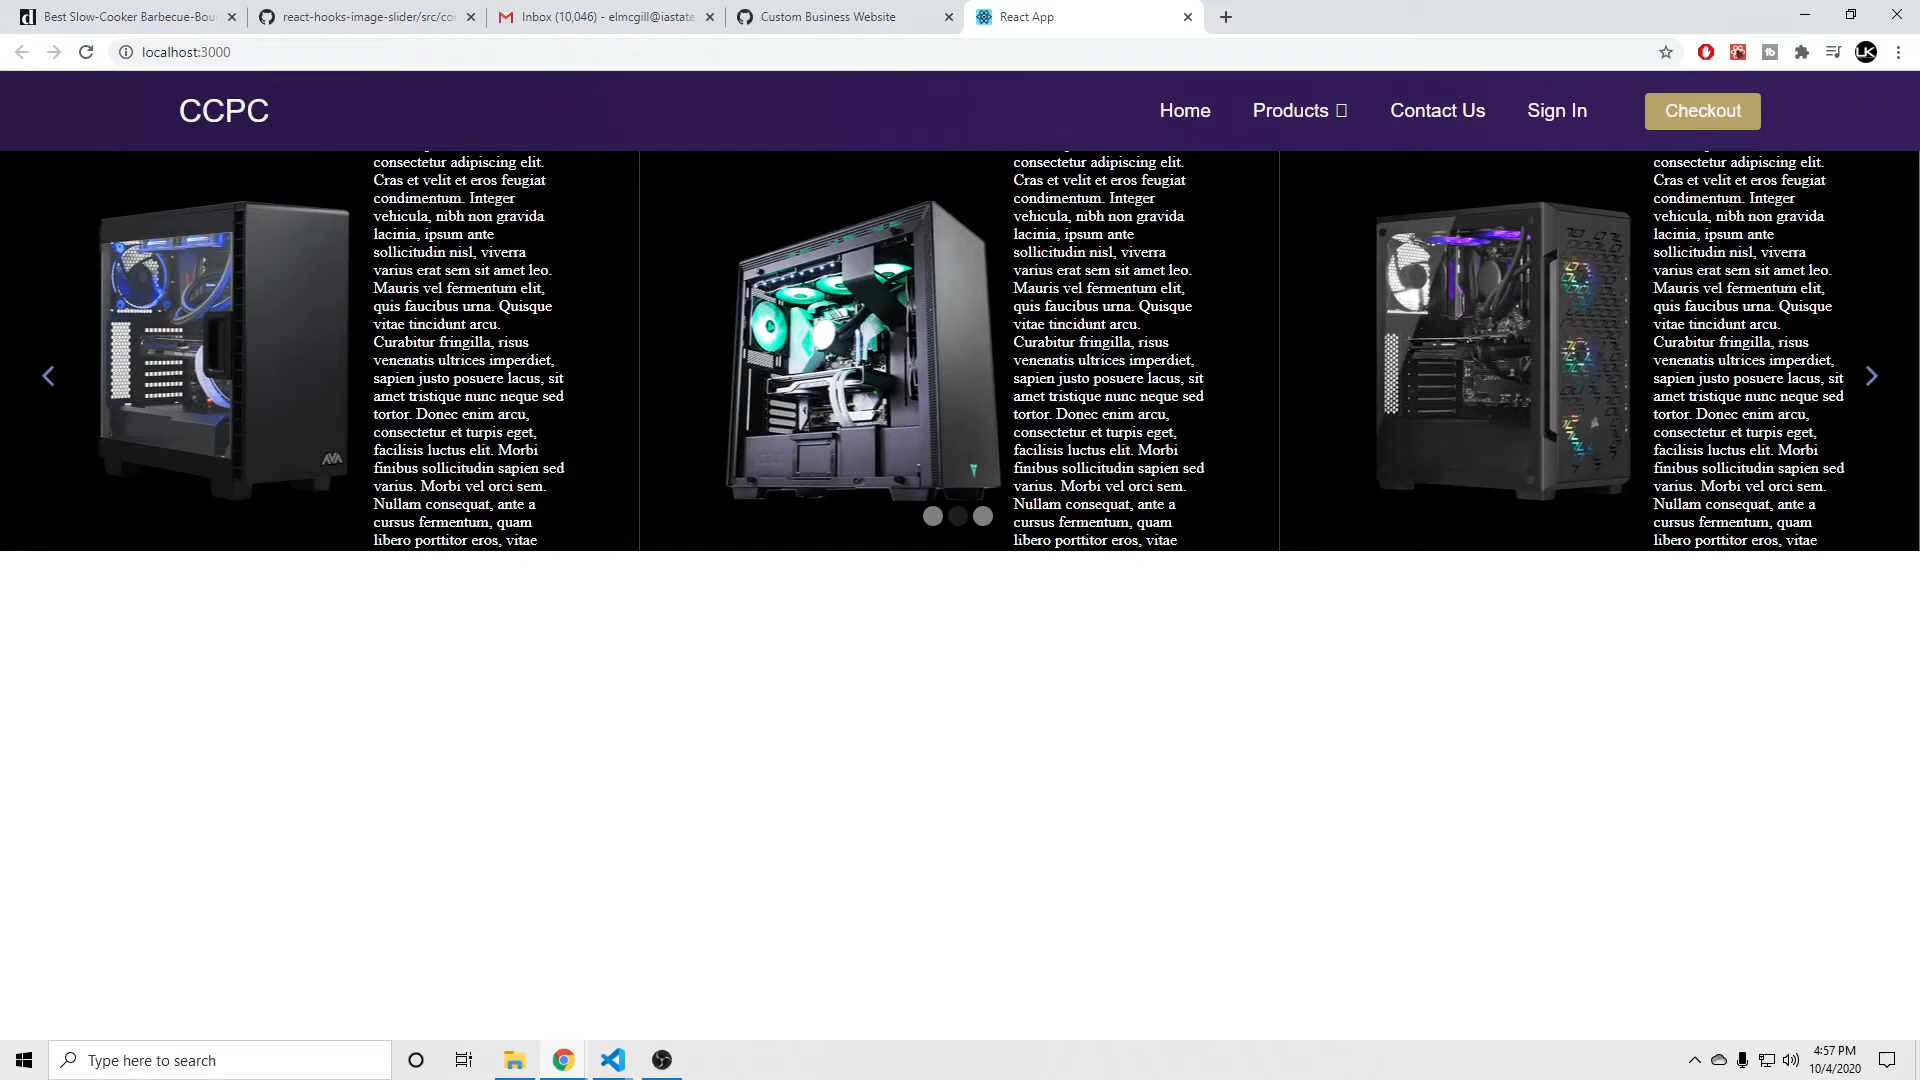 Best Slow-Cooker Barbecue-Bou
react-hooks-image-slider/src/cor
Inbox (10,046) - elmcgill@iastate
Custom Business Website
React App
localhost:3000
CCPC
Home
Products
Contact Us
Sign In
Checkout
consectetur adipiscing elit.
Cras et velit et eros feugiat
condimentum. Integer
vehicula, nibh non gravida
lacinia, ipsum ante
sollicitudin nisl, viverra
varius erat sem sit amet leo.
Mauris vel fermentum elit,
quis faucibus urna. Quisque
vitae tincidunt arcu.
Curabitur fringilla, risus
venenatis ultrices imperdiet,
sapien justo posuere lacus, sit
amet tristique nunc neque sed
tortor. Donec enim arcu,
consectetur et turpis eget,
facilisis luctus elit. Morbi
finibus sollicitudin sapien sed
varius. Morbi vel orci sem.
Nullam consequat, ante a
cursus fermentum, quam
libero porttitor eros, vitae
AVA
consectetur adipiscing elit.
Cras et velit et eros feugiat
condimentum. Integer
vehicula, nibh non gravida
lacinia, ipsum ante
sollicitudin nisl, viverra
varius erat sem sit amet leo.
Mauris vel fermentum elit,
quis faucibus urna. Quisque
vitae tincidunt arcu.
Curabitur fringilla, risus
venenatis ultrices imperdiet,
sapien justo posuere lacus, sit
amet tristique nunc neque sed
tortor. Donec enim arcu,
consectetur et turpis eget,
facilisis luctus elit. Morbi
finibus sollicitudin sapien sed
varius. Morbi vel orci sem.
Nullam consequat, ante a
cursus fermentum, quam
libero porttitor eros, vitae
consectetur adipiscing elit.
Cras et velit et eros feugiat
condimentum. Integer
vehicula, nibh non gravida
lacinia, ipsum ante
sollicitudin nisl, viverra
varius erat sem sit amet leo.
Mauris vel fermentum elit,
quis faucibus urna. Quisque
vitae tincidunt arcu.
Curabitur fringilla, risus
venenatis ultrices imperdiet,
sapien justo posuere lacus, sit
amet tristique nunc neque sed
tortor. Donec enim arcu,
consectetur et turpis eget,
facilisis luctus elit. Morbi
finibus sollicitudin sapien sed
varius. Morbi vel orci sem.
Nullam consequat, ante a
cursus fermentum, quam
libero porttitor eros, vitae
Type here to search
4:57 PM
10/4/2020